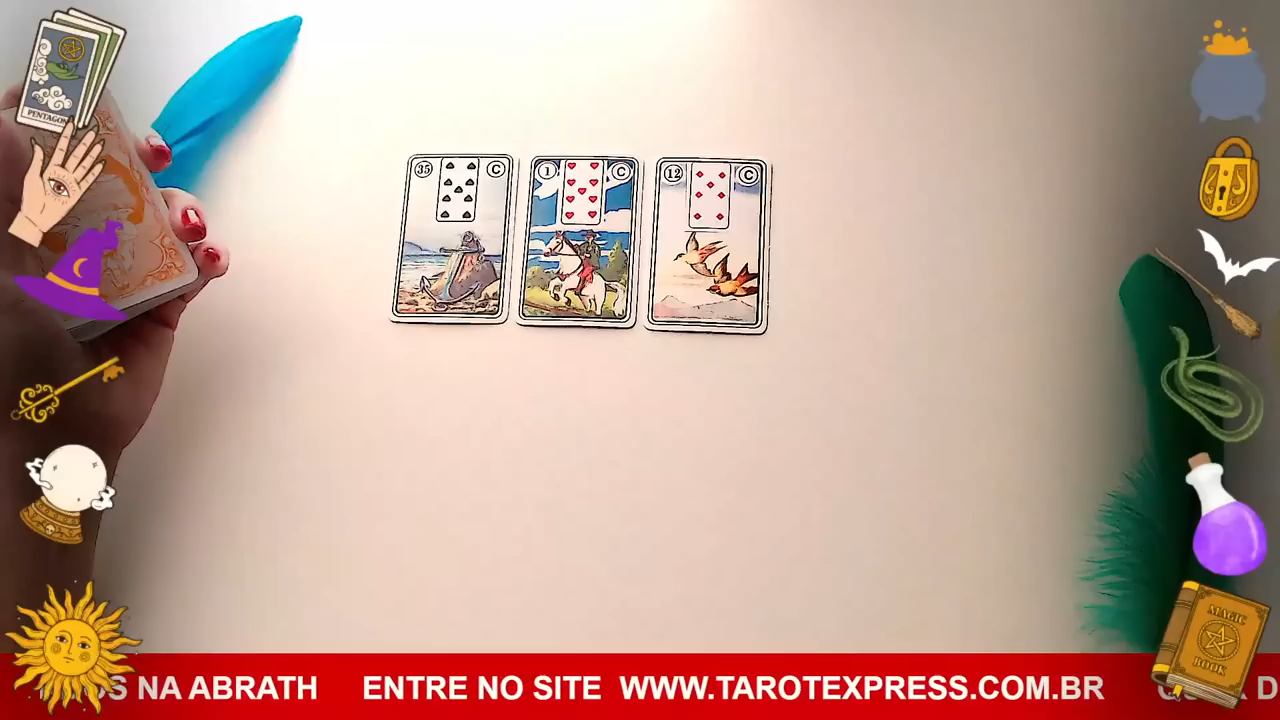 PENTAGON
35 C
1 C
12 C
MAGIC
BOOK
NA ABRATH ENTRE NO SITE WWW.TAROTEXPRESS.COM.BR